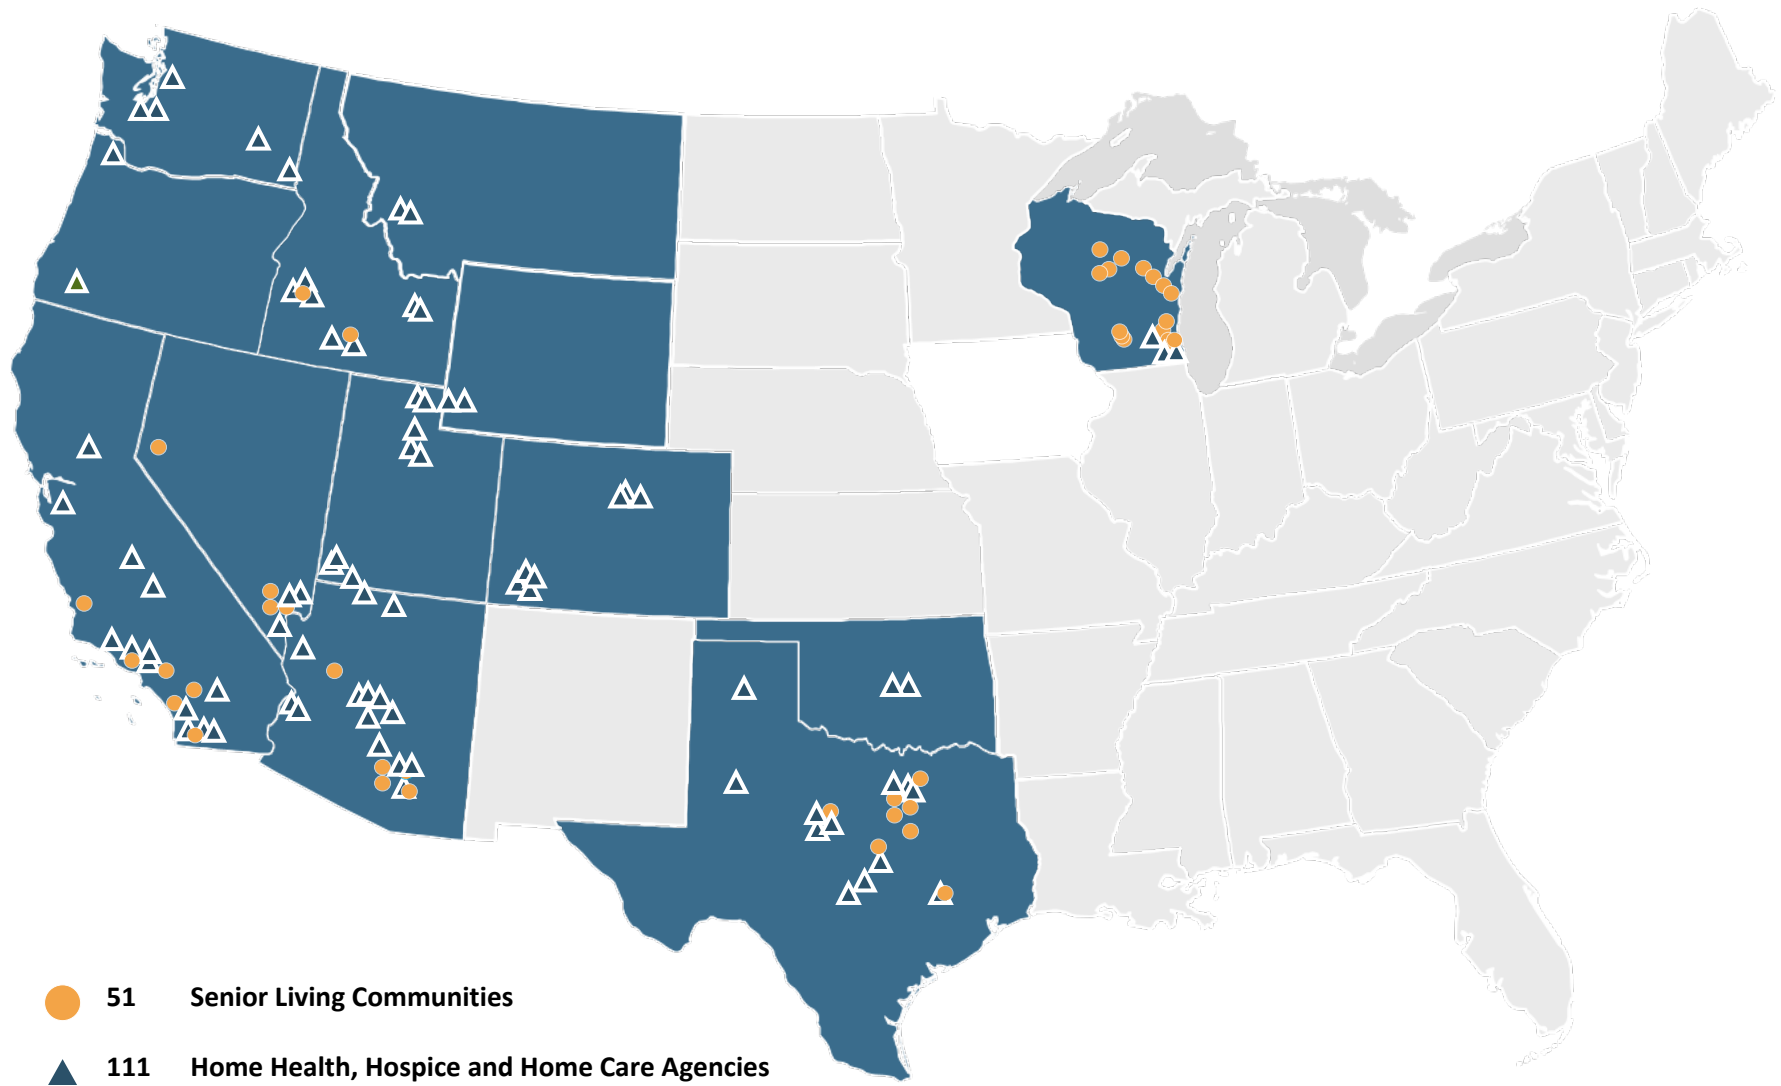 51 Senior Living Communities
111 Home Health, Hospice and Home Care Agencies